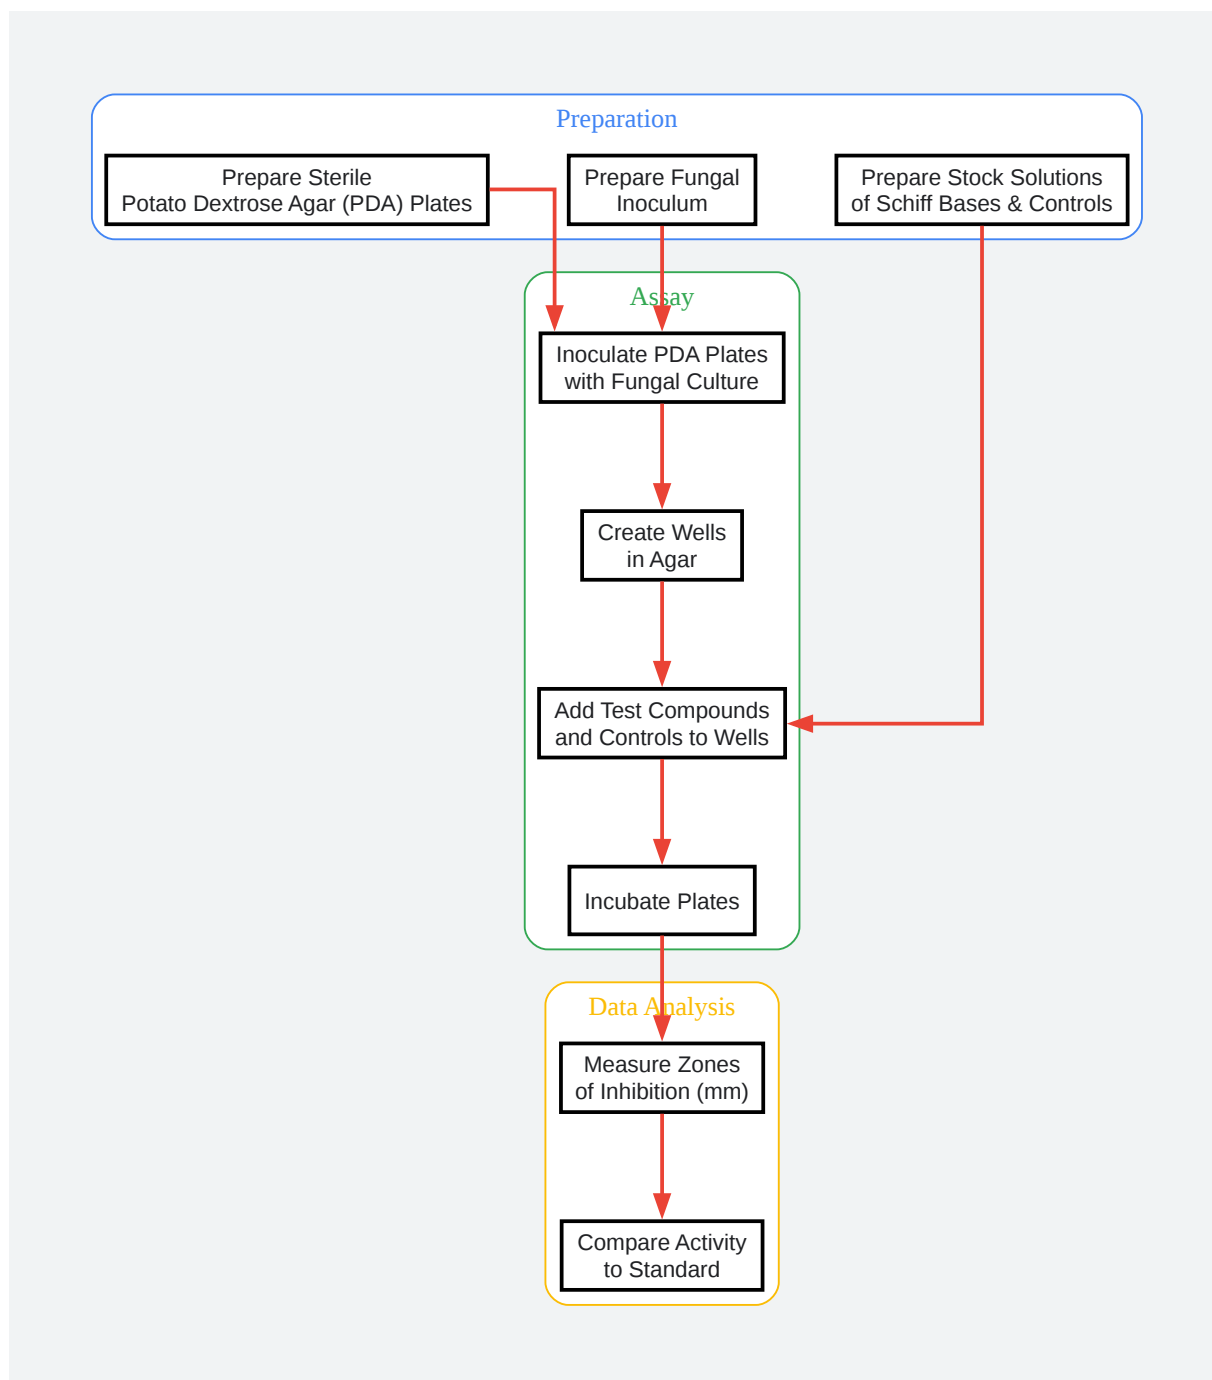 Preparation
Prepare Sterile
Potato Dextrose Agar (PDA) Plates
Prepare Fungal
Inoculum
Prepare Stock Solutions
of Schiff Bases & Controls
Assay
Inoculate PDA Plates
with Fungal Culture
Create Wells
in Agar
Add Test Compounds
and Controls to Wells
Incubate Plates
Data Analysis
Measure Zones
of Inhibition (mm)
Compare Activity
to Standard